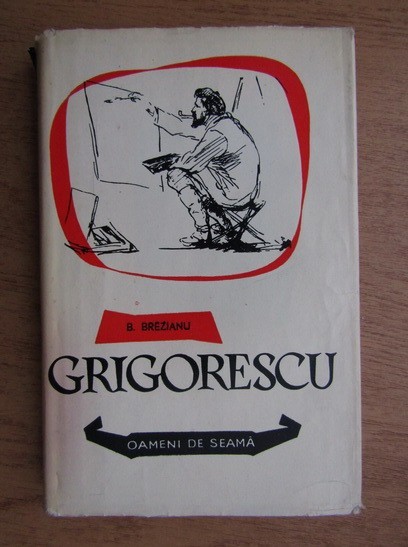 B. BREZIANU
GRIGORESCU
OAMENI DE SEAMĂ